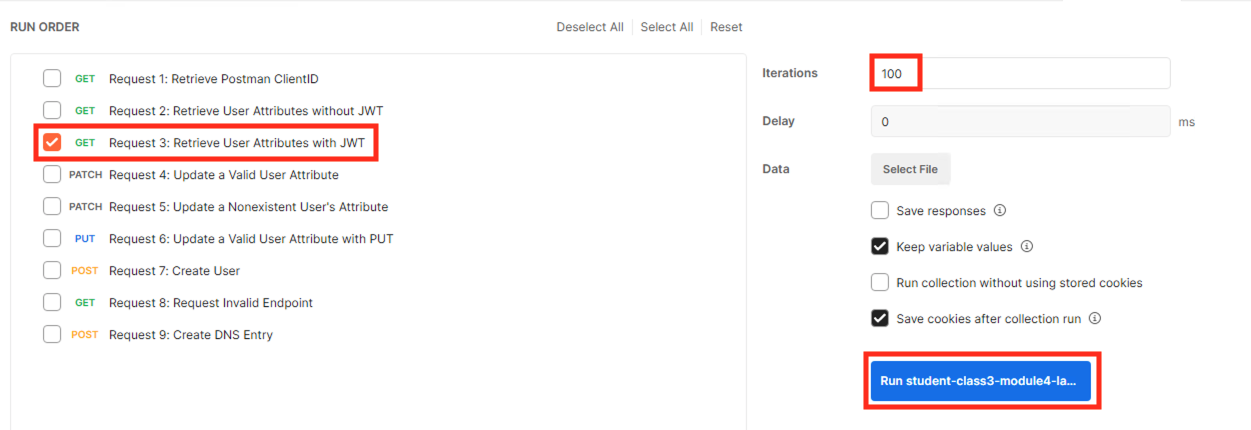 RUN ORDER
Deselect All Select All Reset
GET Request 1: Retrieve Postman ClientID
GET Request 2: Retrieve User Attributes without JWT
GET Request 3: Retrieve User Attributes with JWT
PATCH Request 4: Update a Valid User Attribute
PATCH Request 5: Update a Nonexistent User's Attribute
PUT Request 6: Update a Valid User Attribute with PUT
POST Request 7: Create User
GET Request 8: Request Invalid Endpoint
POST Request 9: Create DNS Entry
Iterations 100
Delay 0 ms
Data Select File
Save responses
Keep variable values
Run collection without using stored cookies
Save cookies after collection run
Run student-class3-module4-la...